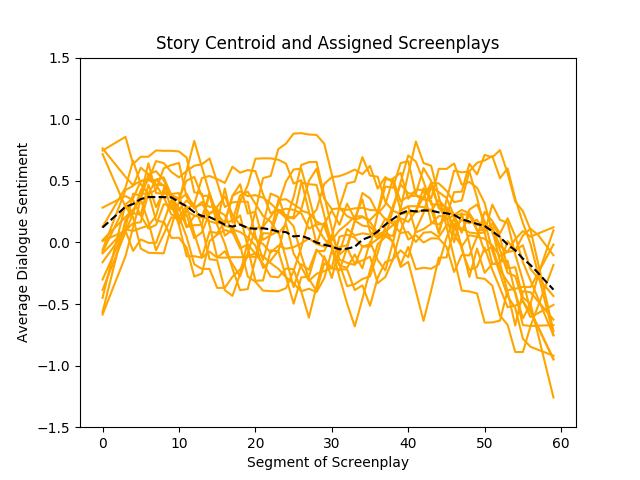 Story Centroid and Assigned Screenplays
1.5
1.0
0.5
0.0
−0.5
−1.0
−1.5
Average Dialogue Sentiment
0 10 20 30 40 50 60
Segment of Screenplay